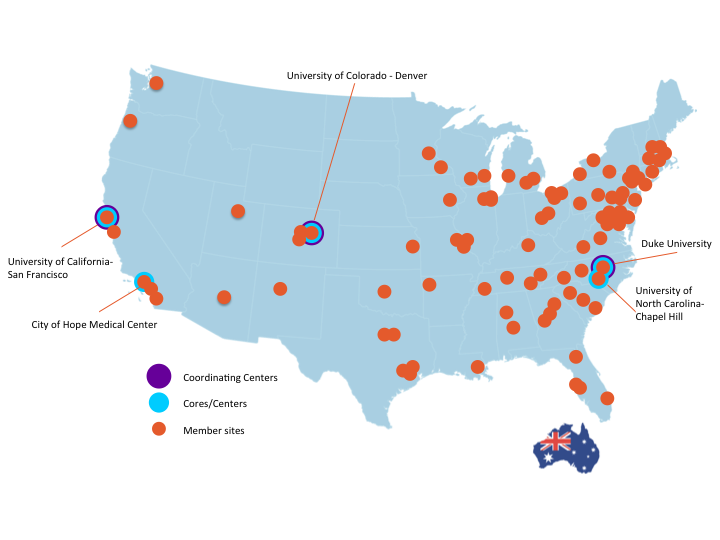 University of Colorado - Denver
Duke University
University of California-
San Francisco
University of
North Carolina-
Chapel Hill
City of Hope Medical Center
Coordinating Centers
Cores/Centers
Member sites